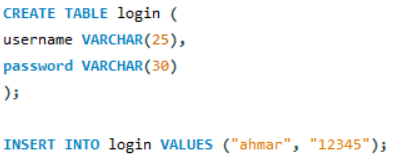 CREATE TABLE login (
username VARCHAR(25),
password VARCHAR(30)
);
INSERT INTO login VALUES ("ahmar", "12345");